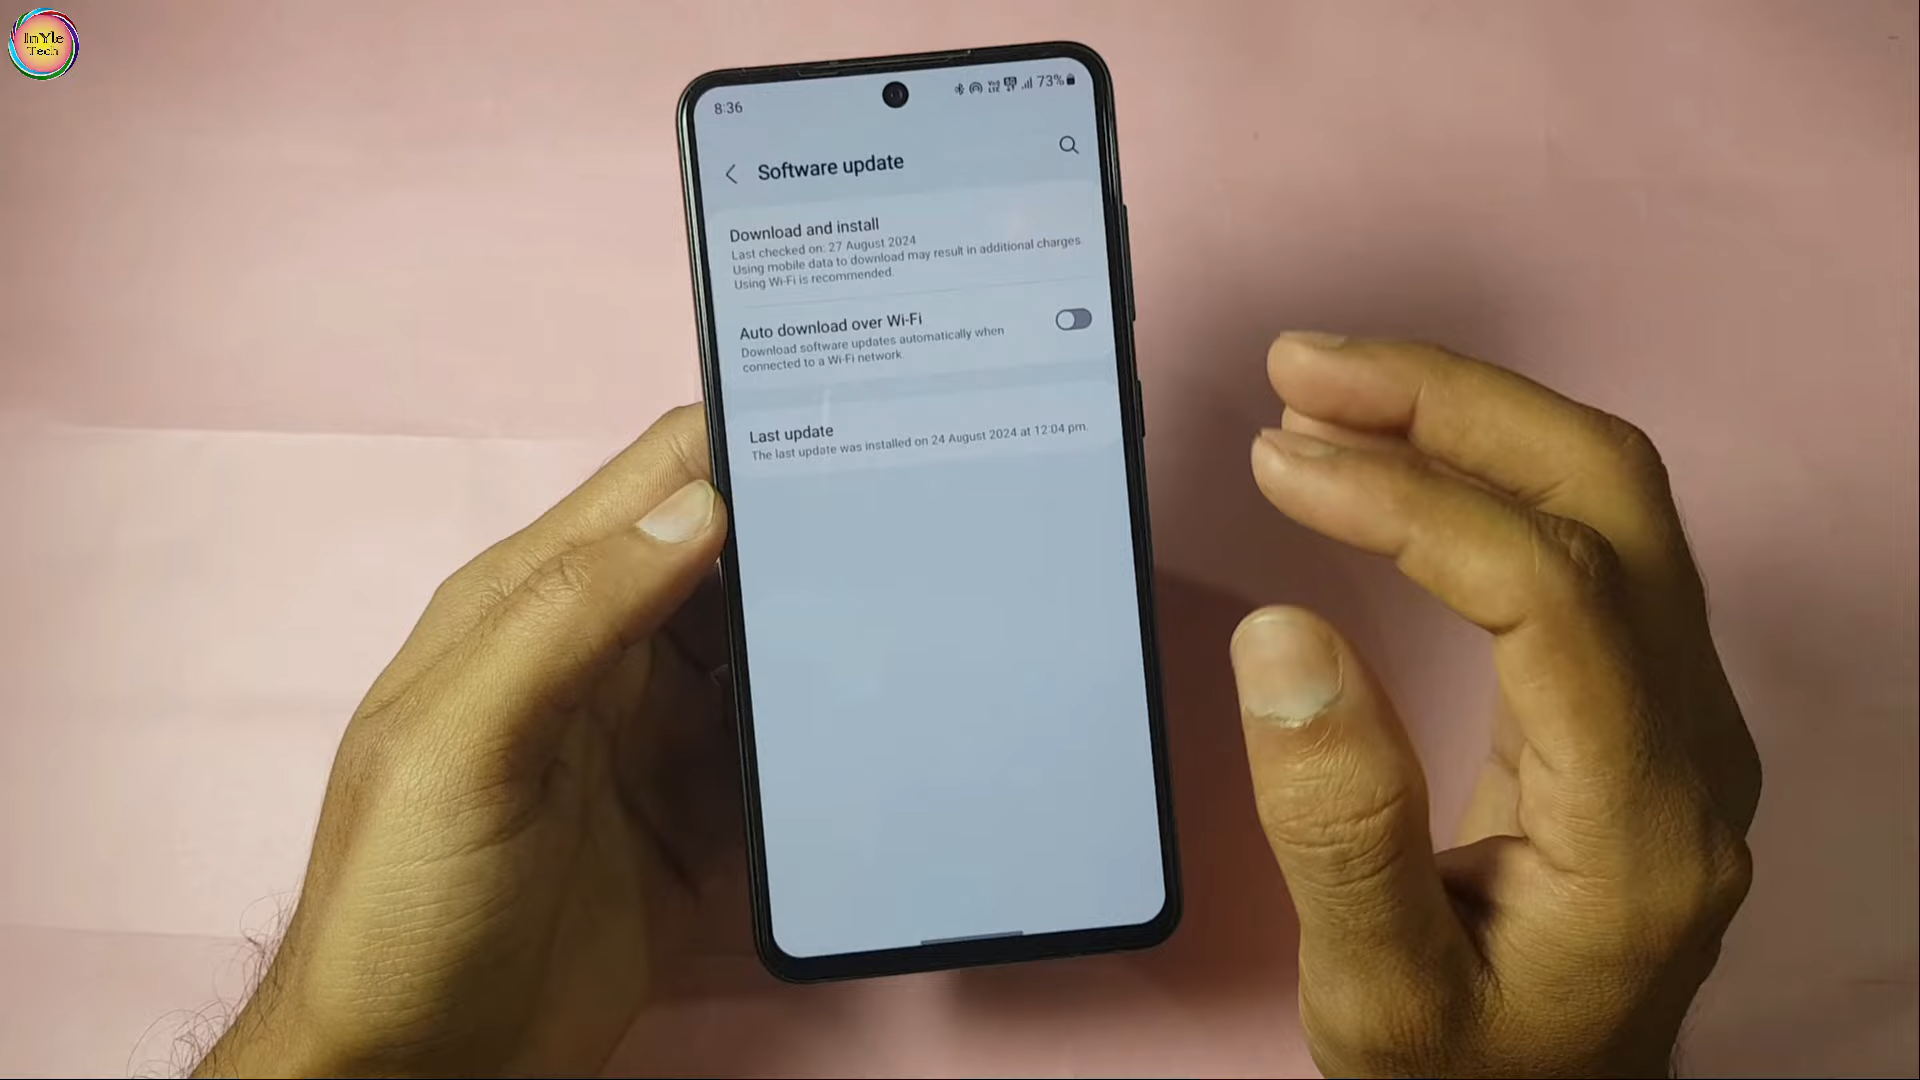 InYle
Tech
8:36
73%
Software update
Download and install
Last checked on: 27 August 2024
Using mobile data to download may result in additional charges.
Using Wi-Fi is recommended.
Auto download over Wi-Fi
Download software updates automatically when
connected to a Wi-Fi network.
Last update
The last update was installed on 24 August 2024 at 12:04 pm.